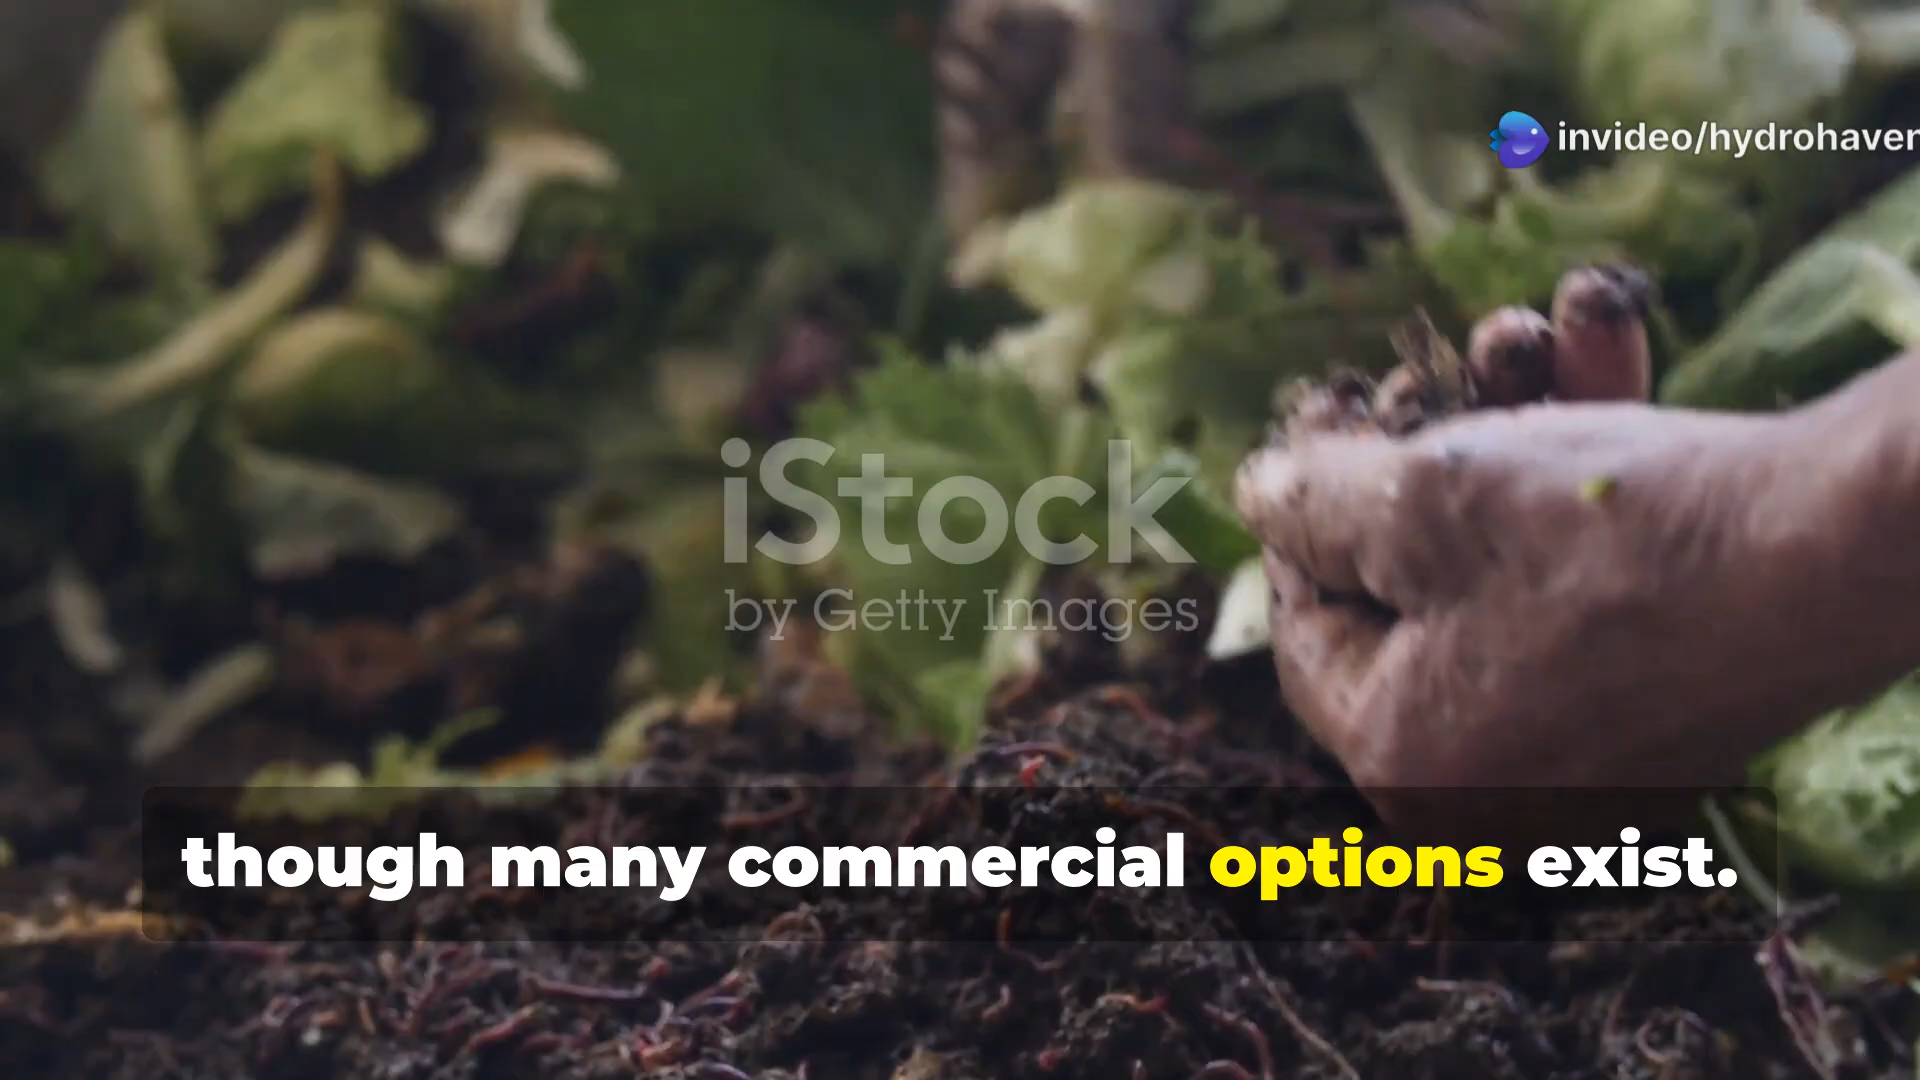 invideo/hydrohaven
iStock
by Getty Images
though many commercial options exist.